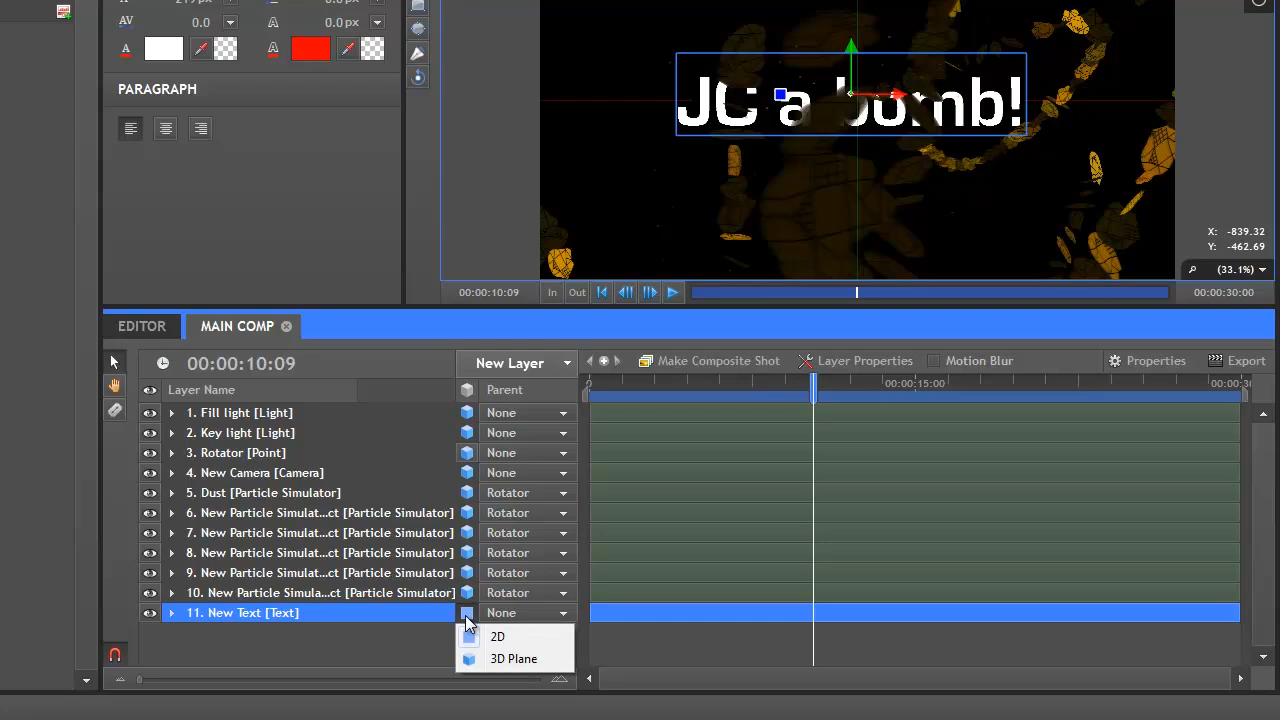 AV 0.0 A 0.0 px
A A
PARAGRAPH
JC a bomb!
X: -839.32
Y: -462.69
(33.1%)
00:00:10:09 In Out 00:00:30:00
EDITOR MAIN COMP
00:00:10:09 New Layer Make Composite Shot Layer Properties Motion Blur Properties Export
Layer Name Parent 0 00:00:15:00
1. Fill light [Light] None
2. Key light [Light] None
3. Rotator [Point] None
4. New Camera [Camera] None
5. Dust [Particle Simulator] Rotator
6. New Particle Simulat...ct [Particle Simulator] Rotator
7. New Particle Simulat...ct [Particle Simulator] Rotator
8. New Particle Simulat...ct [Particle Simulator] Rotator
9. New Particle Simulat...ct [Particle Simulator] Rotator
10. New Particle Simula...ct [Particle Simulator] Rotator
11. New Text [Text] None
2D
3D Plane